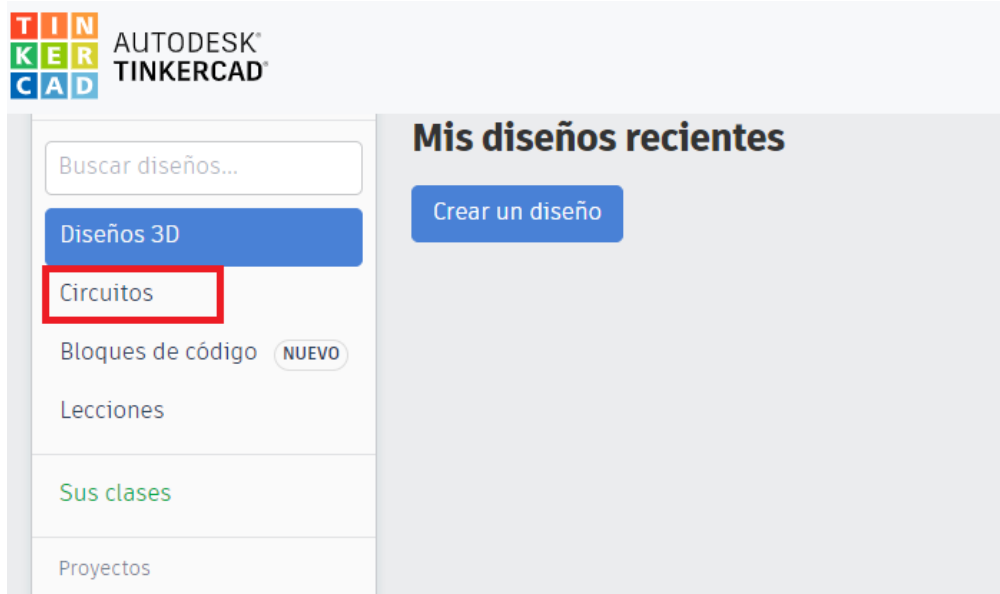 TIN
KER
CAD
AUTODESK®
TINKERCAD®
Mis diseños recientes
Buscar diseños...
Crear un diseño
Diseños 3D
Circuitos
Bloques de código NUEVO
Lecciones
Sus clases
Proyectos